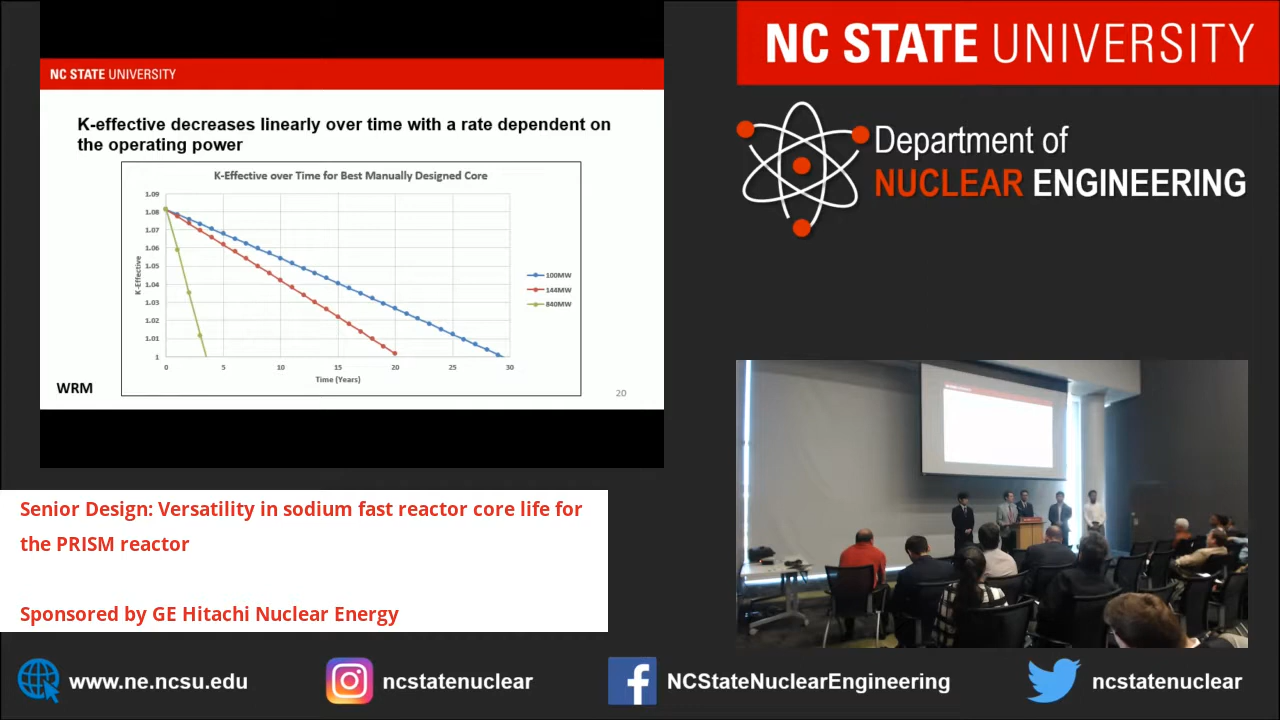 NC STATE UNIVERSITY
K-effective decreases linearly over time with a rate dependent on
the operating power
K-Effective over Time for Best Manually Designed Core
K-Effective
1.09
1.08
1.07
1.06
1.05
1.04
1.03
1.02
1.01
1
0
5
10
15
20
25
30
Time (Years)
100MW
144MW
840MW
WRM
20
NC STATE UNIVERSITY
Department of
NUCLEAR ENGINEERING
Senior Design: Versatility in sodium fast reactor core life for
the PRISM reactor
Sponsored by GE Hitachi Nuclear Energy
www.ne.ncsu.edu
ncstatenuclear
NCStateNuclearEngineering
ncstatenuclear